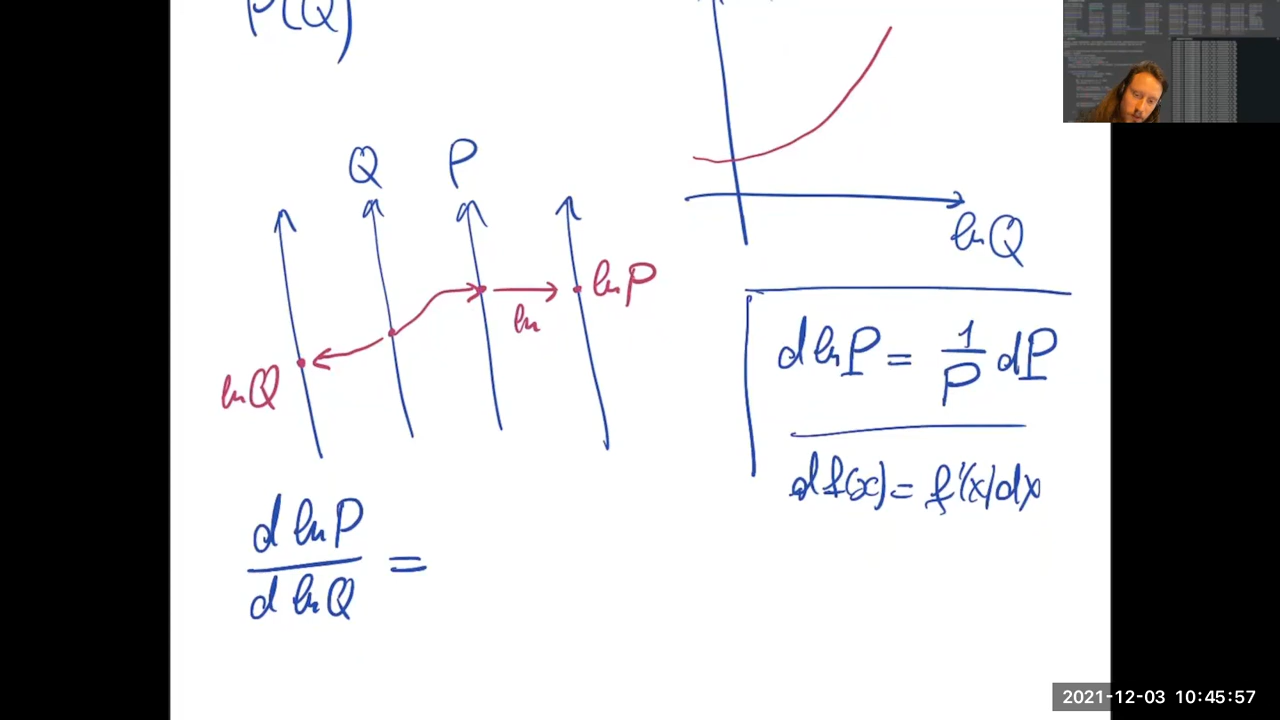 P(Q)
Q P
ln Q
ln P
ln
ln Q
d ln P = 1/P dP
d f(x) = f'(x)dx
d ln P
d ln Q =
2021-12-03 10:45:57